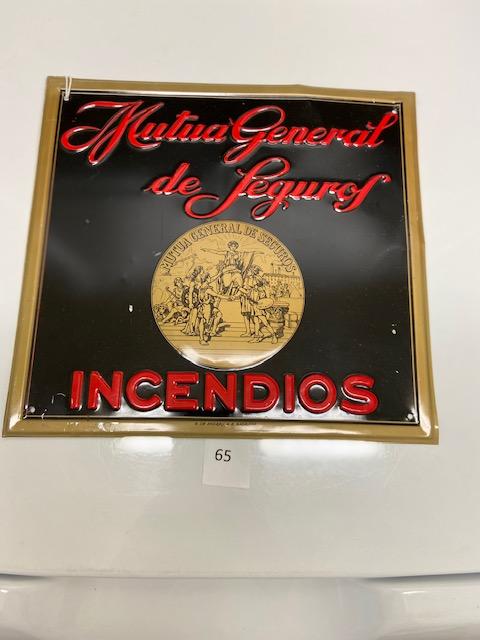 Mutua General
de Seguros
MUTUA GENERAL DE SEGUROS
INCENDIOS
65